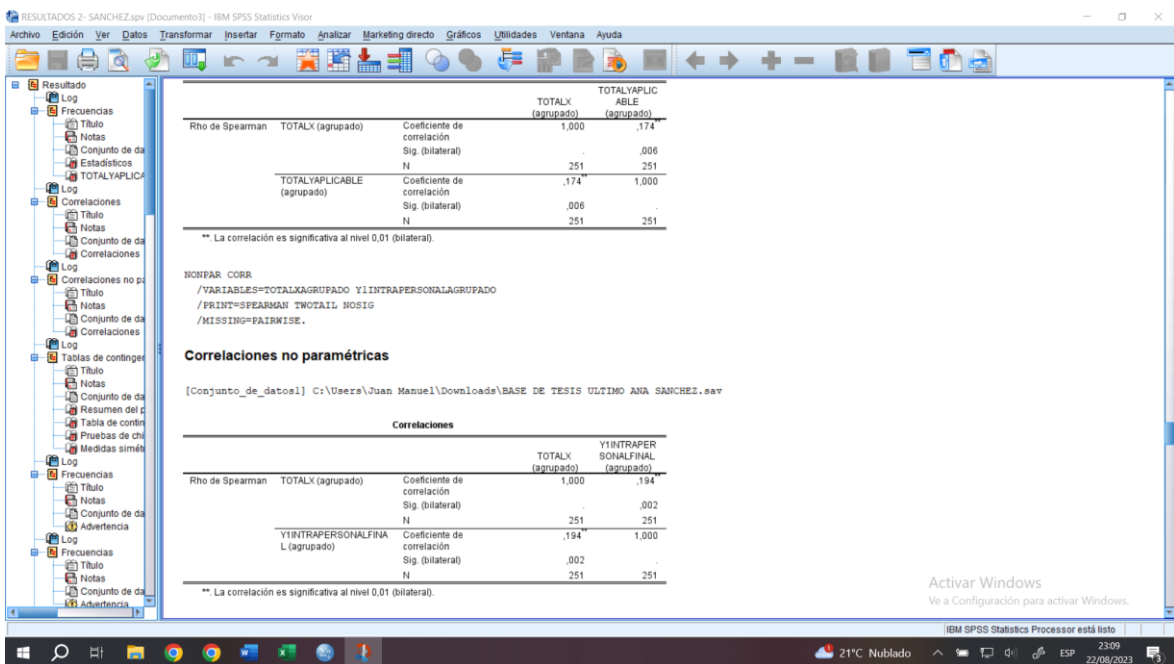 RESULTADOS 2- SANCHEZ.spv [Documento3] - IBM SPSS Statistics Visor
Archivo Edición Ver Datos Transformar Insertar Formato Analizar Marketing directo Gráficos Utilidades Ventana Ayuda
Resultado
Log
Frecuencias
Título
Notas
Conjunto de da
Estadísticos
TOTALYAPLICA
Log
Correlaciones
Título
Notas
Conjunto de da
Correlaciones
Log
Correlaciones no pa
Título
Notas
Conjunto de da
Correlaciones
Log
Tablas de continger
Título
Notas
Conjunto de da
Resumen del p
Tabla de contin
Pruebas de chi
Medidas simét
Log
Frecuencias
Título
Notas
Conjunto de da
Advertencia
Log
Frecuencias
Título
Notas
Conjunto de da
Advertencia
TOTALX (agrupado) TOTALYAPLICABLE (agrupado)
Rho de Spearman TOTALX (agrupado) Coeficiente de correlación 1,000 ,174**
Sig. (bilateral) . ,006
N 251 251
TOTALYAPLICABLE (agrupado) Coeficiente de correlación ,174** 1,000
Sig. (bilateral) ,006 .
N 251 251
**. La correlación es significativa al nivel 0,01 (bilateral).
NONPAR CORR
/VARIABLES=TOTALXAGRUPADO Y1INTRAPERSONALAGRUPADO
/PRINT=SPEARMAN TWOTAIL NOSIG
/MISSING=PAIRWISE.
Correlaciones no paramétricas
[Conjunto_de_datos1] C:\Users\Juan Manuel\Downloads\BASE DE TESIS ULTIMO ANA SANCHEZ.sav
Correlaciones
TOTALX (agrupado) Y1INTRAPERSONALFINAL (agrupado)
Rho de Spearman TOTALX (agrupado) Coeficiente de correlación 1,000 ,194**
Sig. (bilateral) . ,002
N 251 251
Y1INTRAPERSONALFINAL (agrupado) Coeficiente de correlación ,194** 1,000
Sig. (bilateral) ,002 .
N 251 251
**. La correlación es significativa al nivel 0,01 (bilateral).
Activar Windows
Ve a Configuración para activar Windows.
IBM SPSS Statistics Processor está listo
21°C Nublado ESP 23:09
22/08/2023